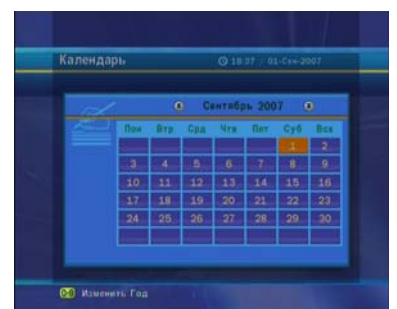 Календарь
18:37 / 01-Сен-2007
Сентябрь 2007
Пон Втр Срд Чтв Пят Суб Вск
1 2
3 4 5 6 7 8 9
10 11 12 13 14 15 16
17 18 19 20 21 22 23
24 25 26 27 28 29 30
0-9 Изменить Год